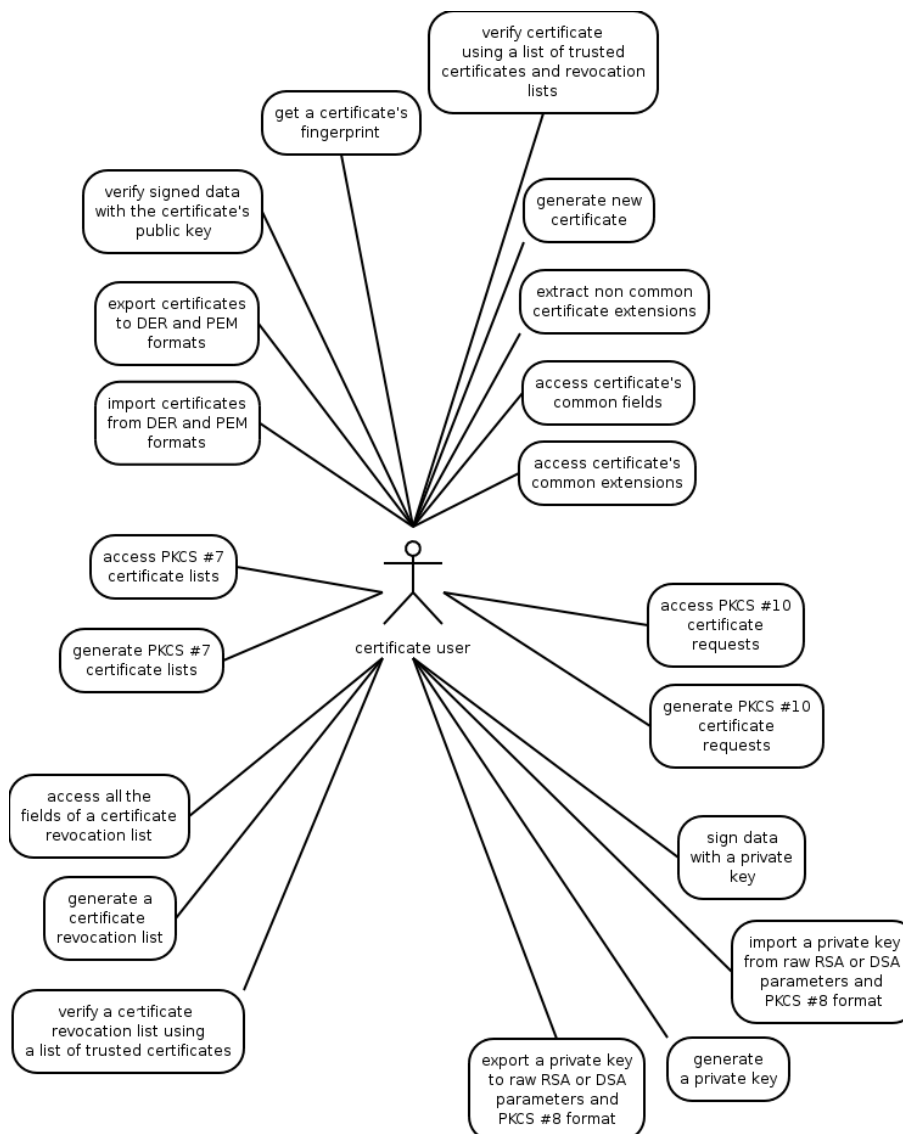 verify certificate
using a list of trusted
certificates and revocation
lists
get a certificate's
fingerprint
verify signed data
with the certificate's
public key
generate new
certificate
export certificates
to DER and PEM
formats
extract non common
certificate extensions
import certificates
from DER and PEM
formats
access certificate's
common fields
access certificate's
common extensions
access PKCS #7
certificate lists
generate PKCS #7
certificate lists
certificate user
access PKCS #10
certificate
requests
generate PKCS #10
certificate
requests
access all the
fields of a certificate
revocation list
generate a
certificate
revocation list
verify a certificate
revocation list using
a list of trusted certificates
sign data
with a private
key
import a private key
from raw RSA or DSA
parameters and
PKCS #8 format
generate
a private key
export a private key
to raw RSA or DSA
parameters and
PKCS #8 format